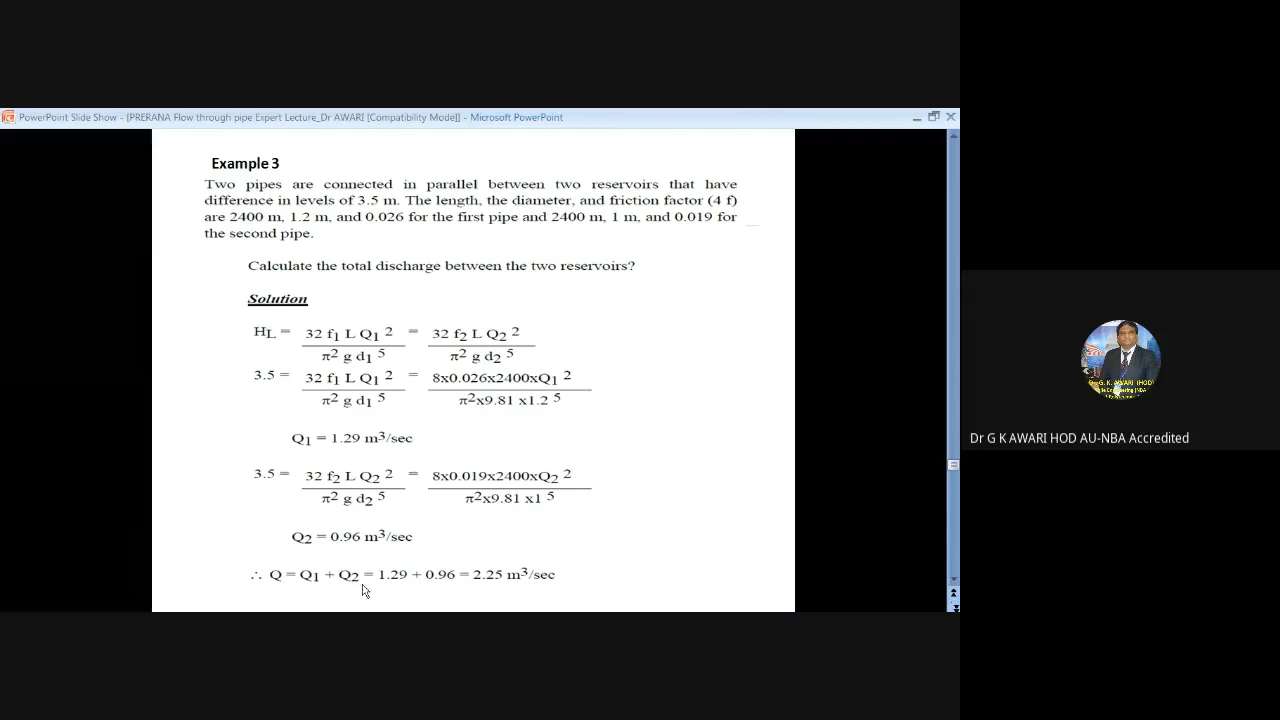 PowerPoint Slide Show - [PRERANA Flow through pipe Expert Lecture_Dr AWARI [Compatibility Mode]] - Microsoft PowerPoint
Example 3
Two pipes are connected in parallel between two reservoirs that have
difference in levels of 3.5 m. The length, the diameter, and friction factor (4 f)
are 2400 m, 1.2 m, and 0.026 for the first pipe and 2400 m, 1 m, and 0.019 for
the second pipe.
Calculate the total discharge between the two reservoirs?
Solution
HL = 32 f1 L Q1 2 = 32 f2 L Q2 2
π2 g d1 5 π2 g d2 5
3.5 = 32 f1 L Q1 2 = 8x0.026x2400xQ1 2
π2 g d1 5 π2x9.81 x1.2 5
Q1 = 1.29 m3/sec
3.5 = 32 f2 L Q2 2 = 8x0.019x2400xQ2 2
π2 g d2 5 π2x9.81 x1 5
Q2 = 0.96 m3/sec
∴ Q = Q1 + Q2 = 1.29 + 0.96 = 2.25 m3/sec
Dr G K AWARI HOD AU-NBA Accredited